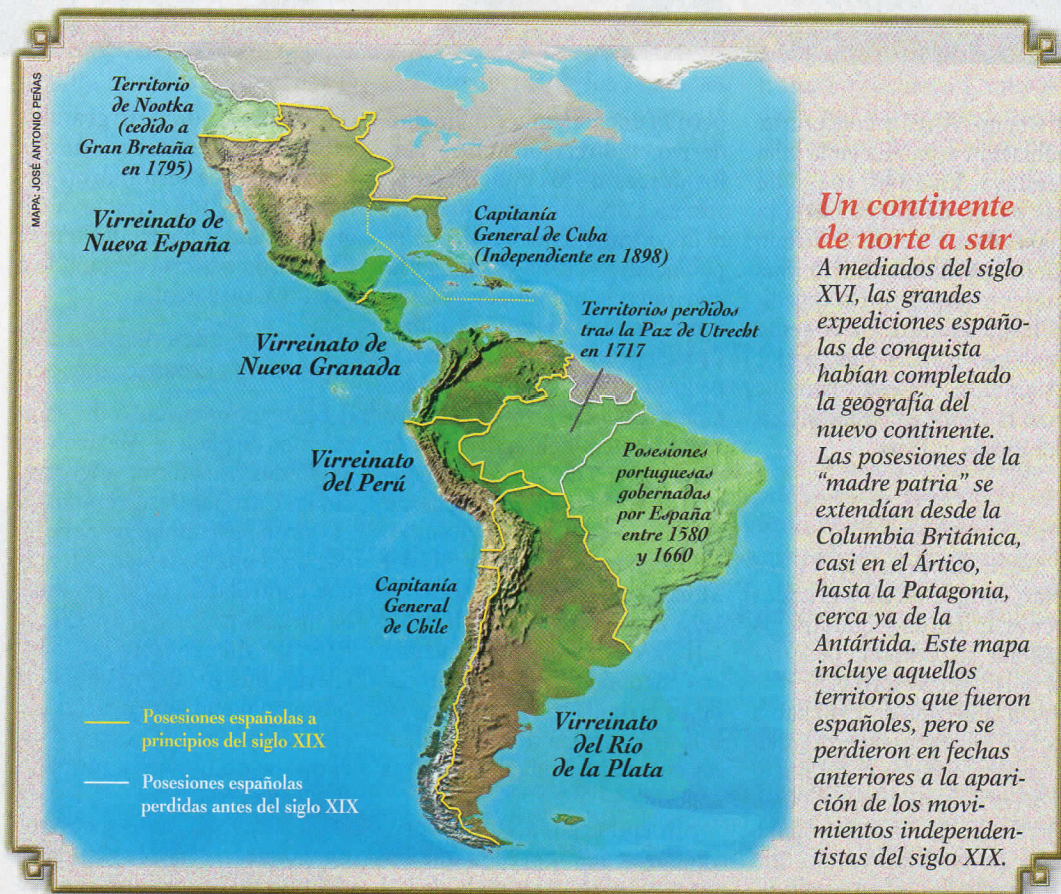 MAPA: JOSÉ ANTONIO PEÑAS
Territorio
de Nootka
(cedido a
Gran Bretaña
en 1795)
Virreinato de
Nueva España
Capitanía
General de Cuba
(Independiente en 1898)
Territorios perdidos
tras la Paz de Utrecht
en 1717
Virreinato de
Nueva Granada
Virreinato
del Perú
Posesiones
portuguesas
gobernadas
por España
entre 1580
y 1660
Capitanía
General
de Chile
Virreinato
del Río
de la Plata
Posesiones españolas a
principios del siglo XIX
Posesiones españolas
perdidas antes del siglo XIX
Un continente
de norte a sur
A mediados del siglo
XVI, las grandes
expediciones españo-
las de conquista
habían completado
la geografía del
nuevo continente.
Las posesiones de la
“madre patria” se
extendían desde la
Columbia Británica,
casi en el Ártico,
hasta la Patagonia,
cerca ya de la
Antártida. Este mapa
incluye aquellos
territorios que fueron
españoles, pero se
perdieron en fechas
anteriores a la apari-
ción de los movi-
mientos independen-
tistas del siglo XIX.